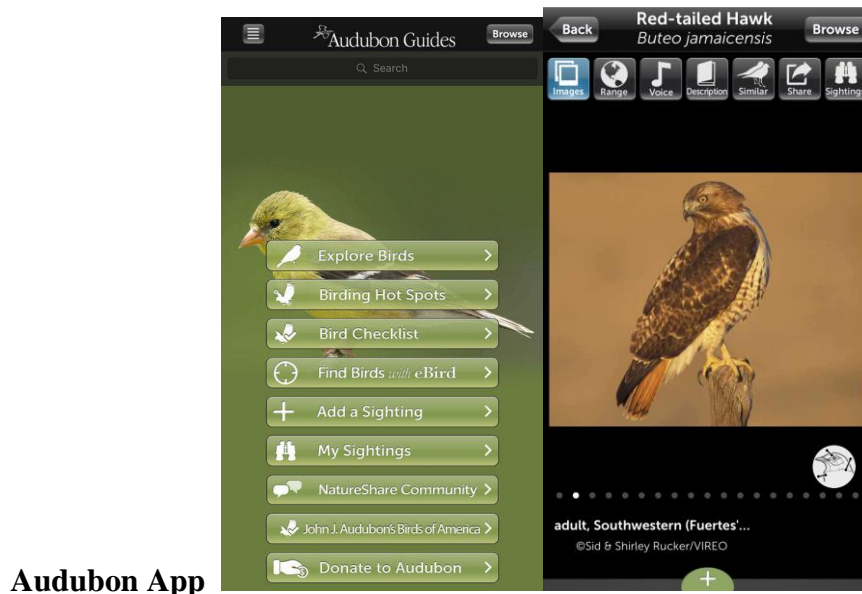 Audubon Guides
Browse
Search
Explore Birds
Birding Hot Spots
Bird Checklist
Find Birds with eBird
Add a Sighting
My Sightings
NatureShare Community
John J. Audubon's Birds of America
Donate to Audubon
Back
Red-tailed Hawk
Buteo jamaicensis
Browse
Images
Range
Voice
Description
Similar
Share
Sightings
adult, Southwestern (Fuertes'...
©Sid & Shirley Rucker/VIREO
Audubon App